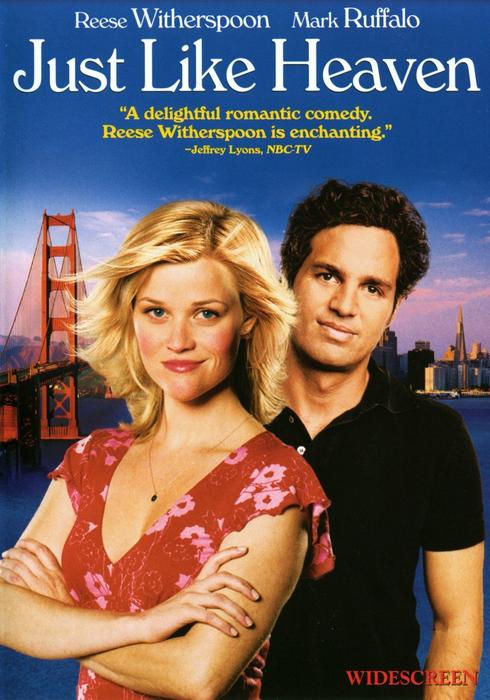 Reese Witherspoon Mark Ruffalo
Just Like Heaven
“A delightful romantic comedy.
Reese Witherspoon is enchanting.”
–Jeffrey Lyons, NBC-TV
WIDESCREEN